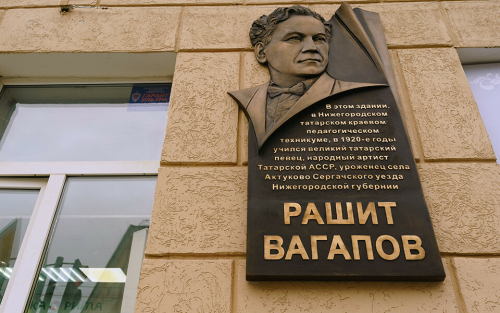 В этом здании,
в Нижегородском
татарском краевом
педагогическом
техникуме, в 1920-е годы
учился великий татарский
певец, народный артист
Татарской АССР, уроженец села
Актуково Сергачского уезда
Нижегородской губернии
РАШИТ
ВАГАПОВ